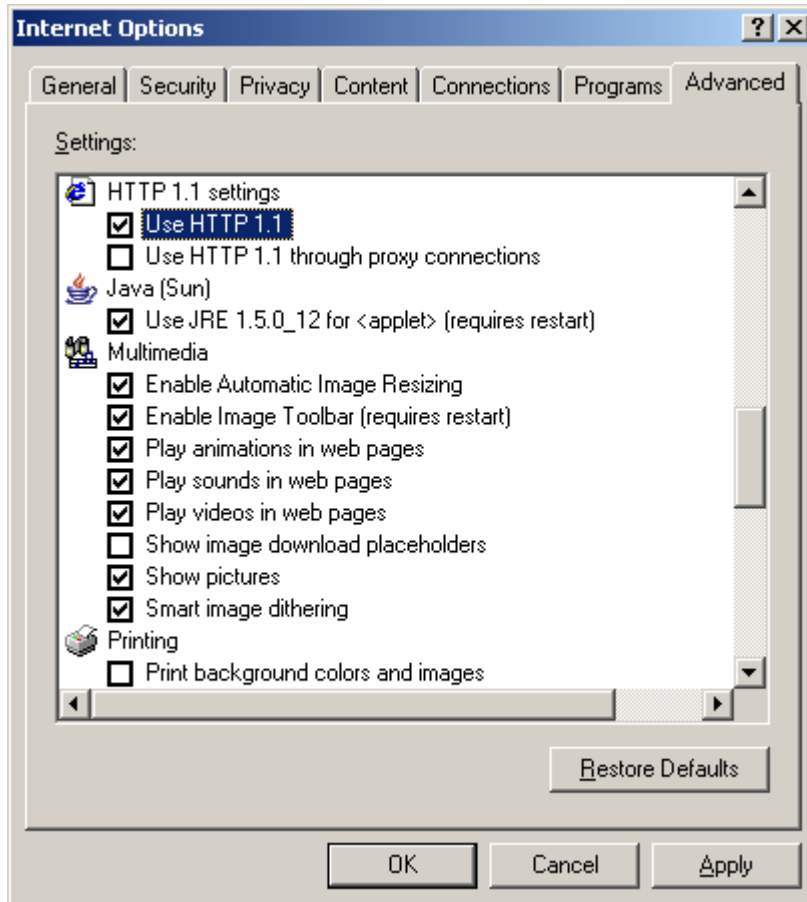 Internet Options
General Security Privacy Content Connections Programs Advanced
Settings:
HTTP 1.1 settings
Use HTTP 1.1
Use HTTP 1.1 through proxy connections
Java (Sun)
Use JRE 1.5.0_12 for <applet> (requires restart)
Multimedia
Enable Automatic Image Resizing
Enable Image Toolbar (requires restart)
Play animations in web pages
Play sounds in web pages
Play videos in web pages
Show image download placeholders
Show pictures
Smart image dithering
Printing
Print background colors and images
Restore Defaults
OK Cancel Apply